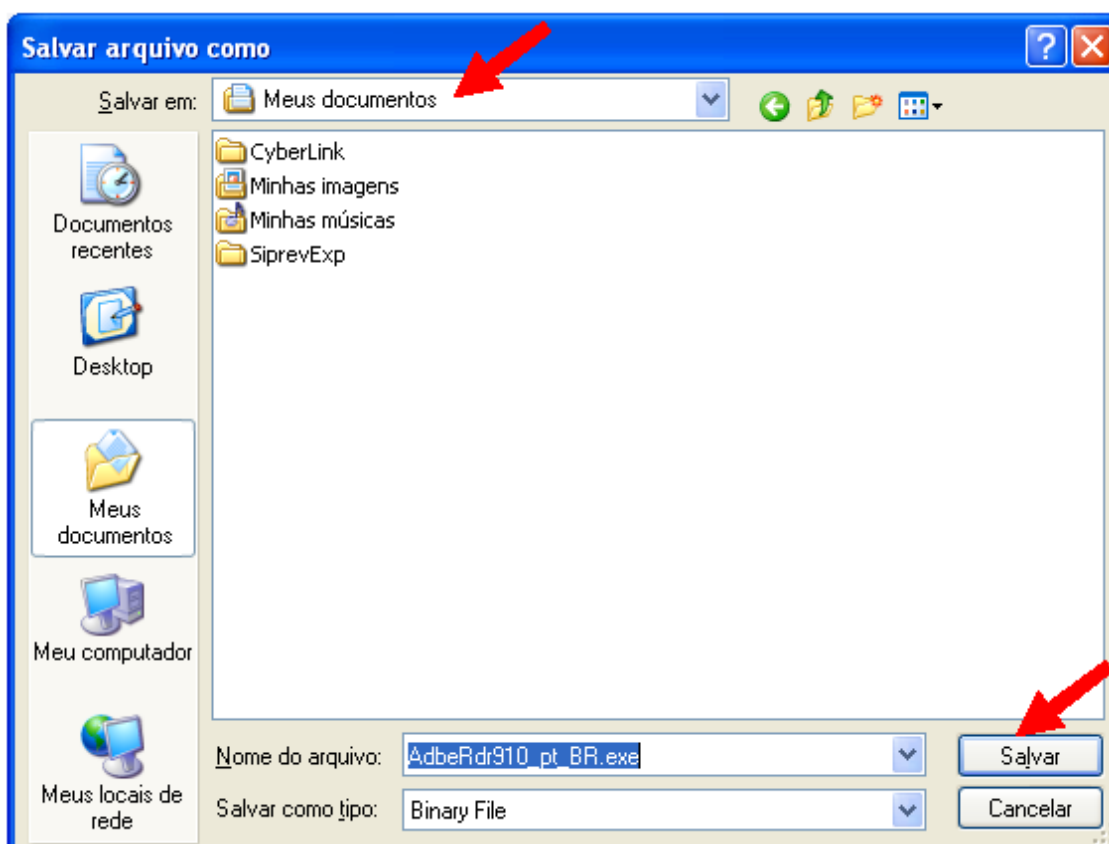 Salvar arquivo como
?
Salvar em:
Meus documentos
Documentos
recentes
Desktop
Meus
documentos
Meu computador
Meus locais de
rede
CyberLink
Minhas imagens
Minhas músicas
SiprevExp
Nome do arquivo:
AdbeRdr910_pt_BR.exe
Salvar
Salvar como tipo:
Binary File
Cancelar